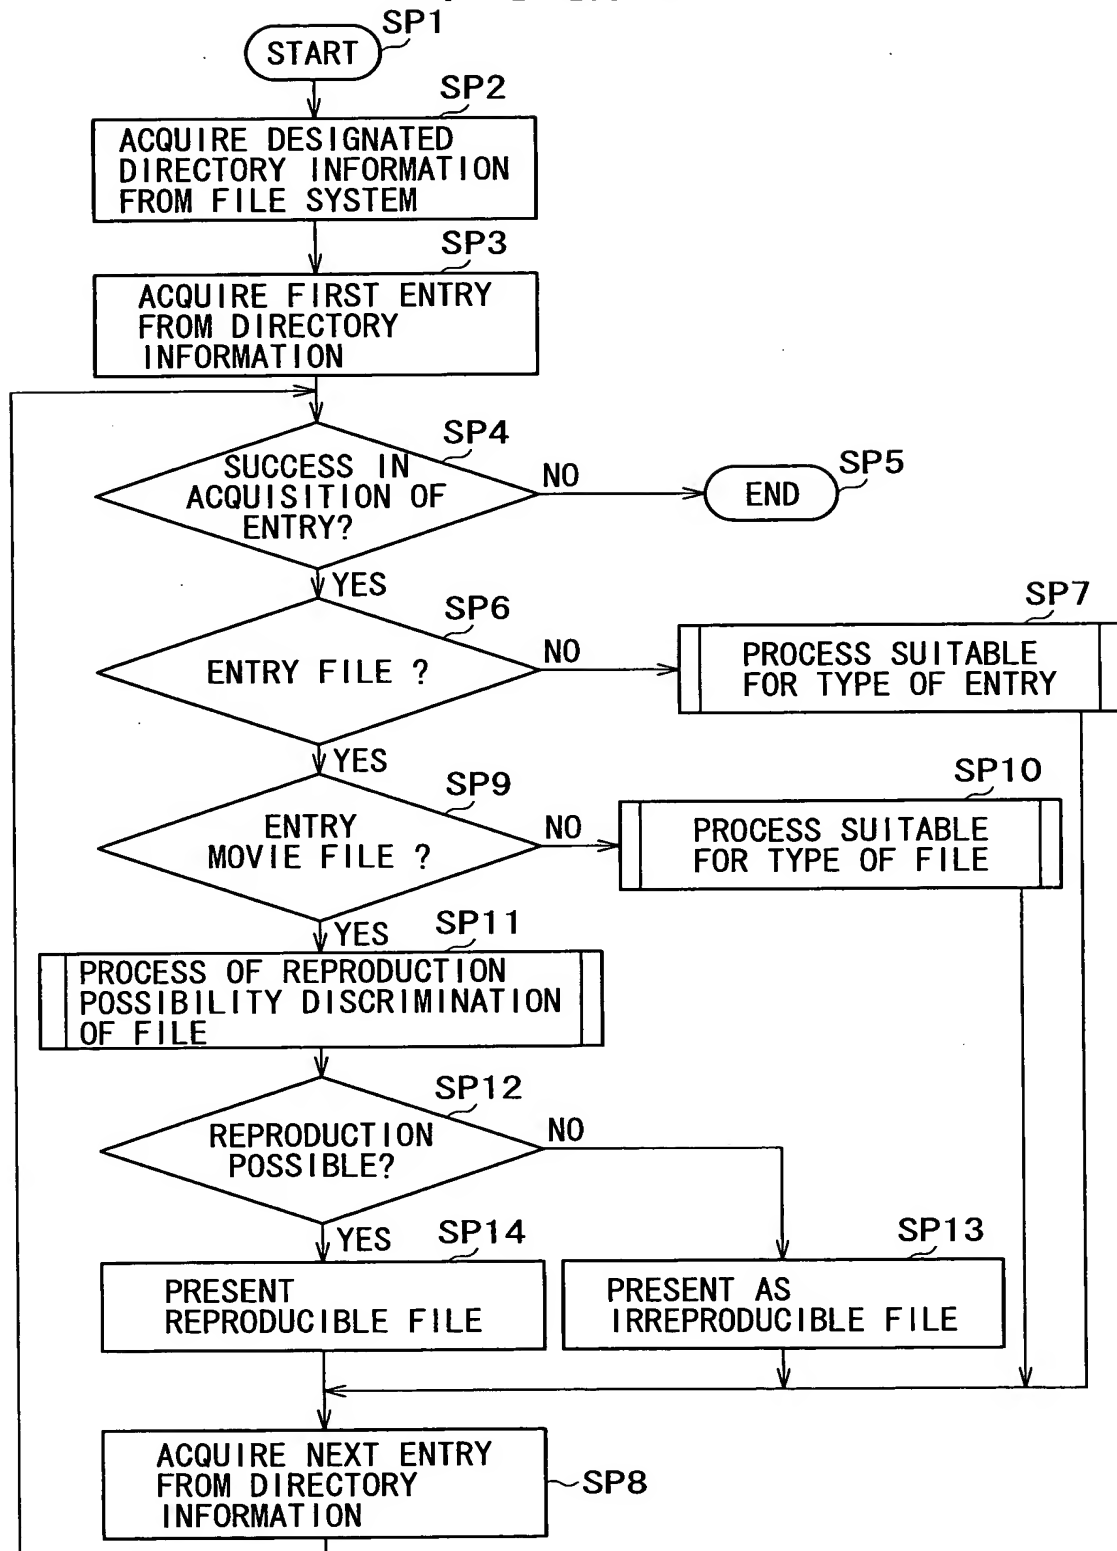 SP1
START
SP2
ACQUIRE DESIGNATED
DIRECTORY INFORMATION
FROM FILE SYSTEM
SP3
ACQUIRE FIRST ENTRY
FROM DIRECTORY
INFORMATION
SP4
SUCCESS IN
ACQUISITION OF
ENTRY?
NO
SP5
END
YES
SP6
ENTRY FILE ?
NO
SP7
PROCESS SUITABLE
FOR TYPE OF ENTRY
YES
SP9
ENTRY
MOVIE FILE ?
NO
SP10
PROCESS SUITABLE
FOR TYPE OF FILE
YES
SP11
PROCESS OF REPRODUCTION
POSSIBILITY DISCRIMINATION
OF FILE
SP12
REPRODUCTION
POSSIBLE?
NO
YES
SP14
PRESENT
REPRODUCIBLE FILE
SP13
PRESENT AS
IRREPRODUCIBLE FILE
ACQUIRE NEXT ENTRY
FROM DIRECTORY
INFORMATION
SP8